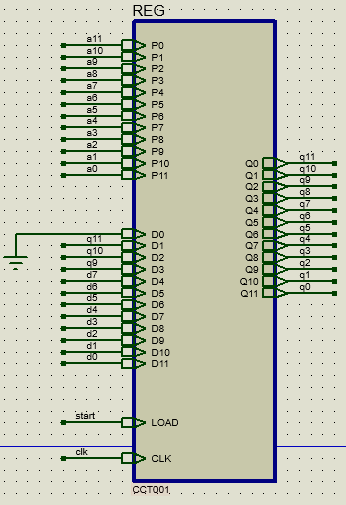 REG
a11 P0
a10 P1
a9 P2
a8 P3
a7 P4
a6 P5
a5 P6
a4 P7
a3 P8
a2 P9
a1 P10
a0 P11
Q0 q11
Q1 q10
Q2 q9
Q3 q8
Q4 q7
Q5 q6
Q6 q5
Q7 q4
Q8 q3
Q9 q2
Q10 q1
Q11 q0
D0
q11 D1
q10 D2
q9 D3
d7 D4
d6 D5
d5 D6
d4 D7
d3 D8
d2 D9
d1 D10
d0 D11
start LOAD
clk CLK
CCT001